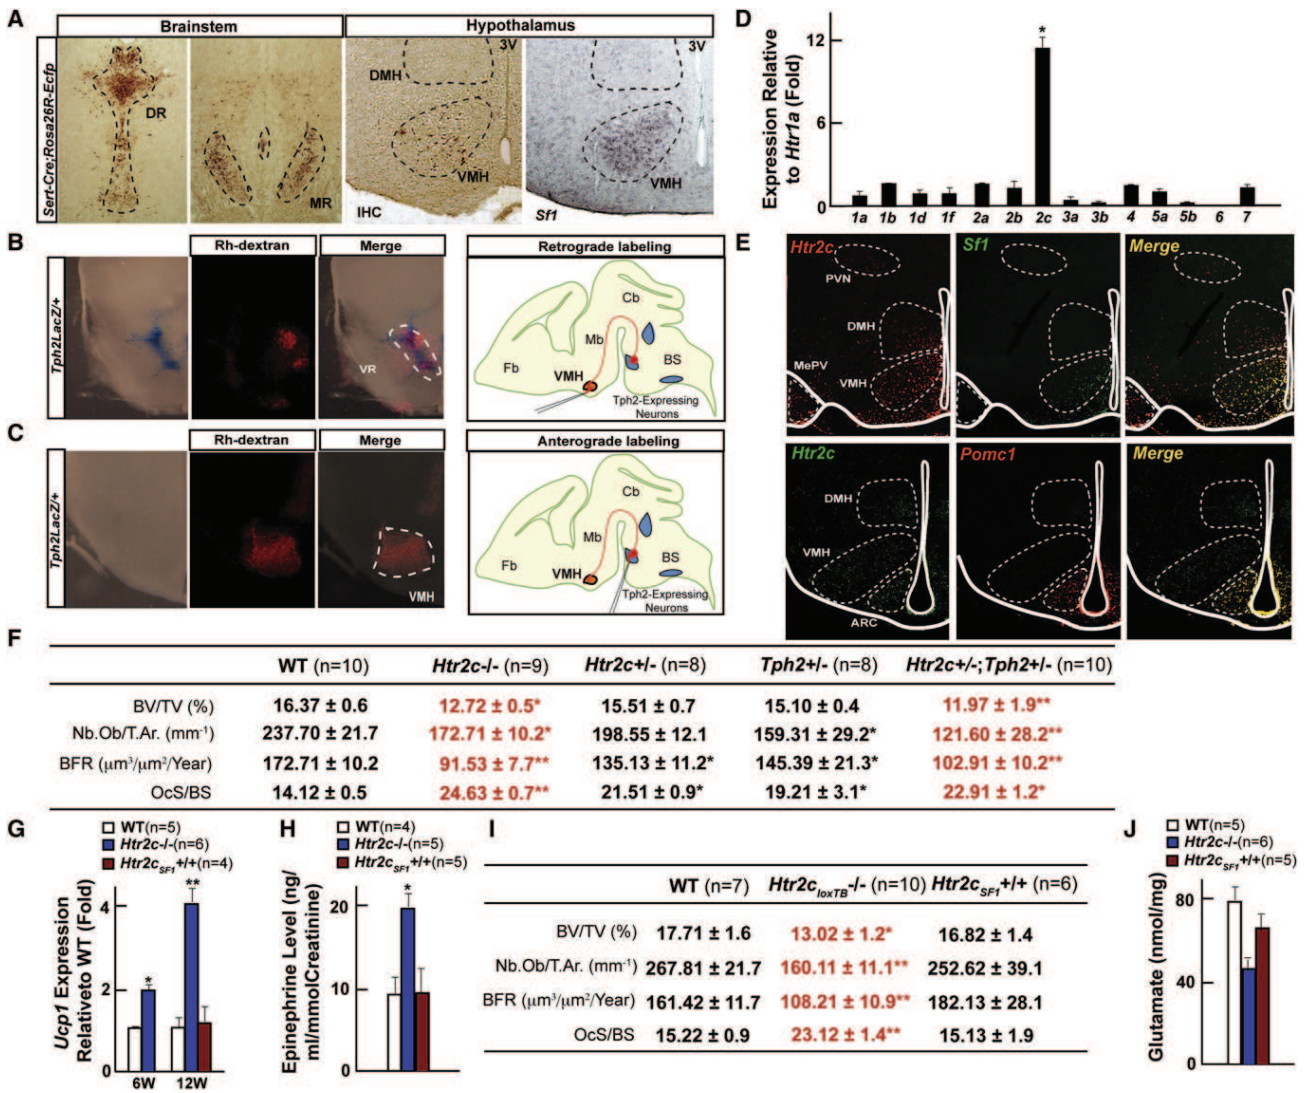 A
Brainstem
Hypothalamus
Sert-Cre;Rosa26R-Ecfp
DR
MR
DMH
3V
VMH
IHC
3V
VMH
Sf1
B
Rh-dextran
Merge
Retrograde labeling
Tph2LacZ/+
VR
Cb
Mb
Fb
VMH
BS
Tph2-Expressing
Neurons
C
Rh-dextran
Merge
Anterograde labeling
Tph2LacZ/+
VMH
Cb
Mb
Fb
VMH
BS
Tph2-Expressing
Neurons
D
Expression Relative
to Htr1a (Fold)
12
6
0
*
1a 1b 1d 1f 2a 2b 2c 3a 3b 4 5a 5b 6 7
E
Htr2c Sf1 Merge
PVN
DMH
MePV
VMH
Htr2c Pomc1 Merge
DMH
VMH
ARC
F
WT (n=10) Htr2c-/- (n=9) Htr2c+/- (n=8) Tph2+/- (n=8) Htr2c+/-;Tph2+/- (n=10)
BV/TV (%) 16.37 ± 0.6 12.72 ± 0.5* 15.51 ± 0.7 15.10 ± 0.4 11.97 ± 1.9**
Nb.Ob/T.Ar. (mm⁻¹) 237.70 ± 21.7 172.71 ± 10.2* 198.55 ± 12.1 159.31 ± 29.2* 121.60 ± 28.2**
BFR (μm³/μm²/Year) 172.71 ± 10.2 91.53 ± 7.7** 135.13 ± 11.2* 145.39 ± 21.3* 102.91 ± 10.2**
OcS/BS 14.12 ± 0.5 24.63 ± 0.7** 21.51 ± 0.9* 19.21 ± 3.1* 22.91 ± 1.2*
G
WT(n=5)
Htr2c-/-(n=6)
Htr2cSF1+/+(n=4)
Ucp1 Expression
Relativeto WT (Fold)
4
2
0
*
**
6W 12W
H
WT(n=4)
Htr2c-/-(n=5)
Htr2cSF1+/+(n=5)
Epinephrine Level (ng/
ml/mmolCreatinine)
20
10
0
*
I
WT (n=7) Htr2cloxTB-/- (n=10) Htr2cSF1+/+ (n=6)
BV/TV (%) 17.71 ± 1.6 13.02 ± 1.2* 16.82 ± 1.4
Nb.Ob/T.Ar. (mm⁻¹) 267.81 ± 21.7 160.11 ± 11.1** 252.62 ± 39.1
BFR (μm³/μm²/Year) 161.42 ± 11.7 108.21 ± 10.9** 182.13 ± 28.1
OcS/BS 15.22 ± 0.9 23.12 ± 1.4** 15.13 ± 1.9
J
WT(n=5)
Htr2c-/-(n=6)
Htr2cSF1+/+(n=5)
Glutamate (nmol/mg)
80
40
0